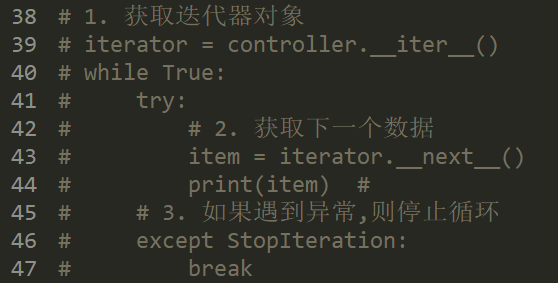 38 # 1. 获取迭代器对象
39 # iterator = controller.__iter__()
40 # while True:
41 #     try:
42 #         # 2. 获取下一个数据
43 #         item = iterator.__next__()
44 #         print(item)  #
45 #     # 3. 如果遇到异常,则停止循环
46 #     except StopIteration:
47 #         break